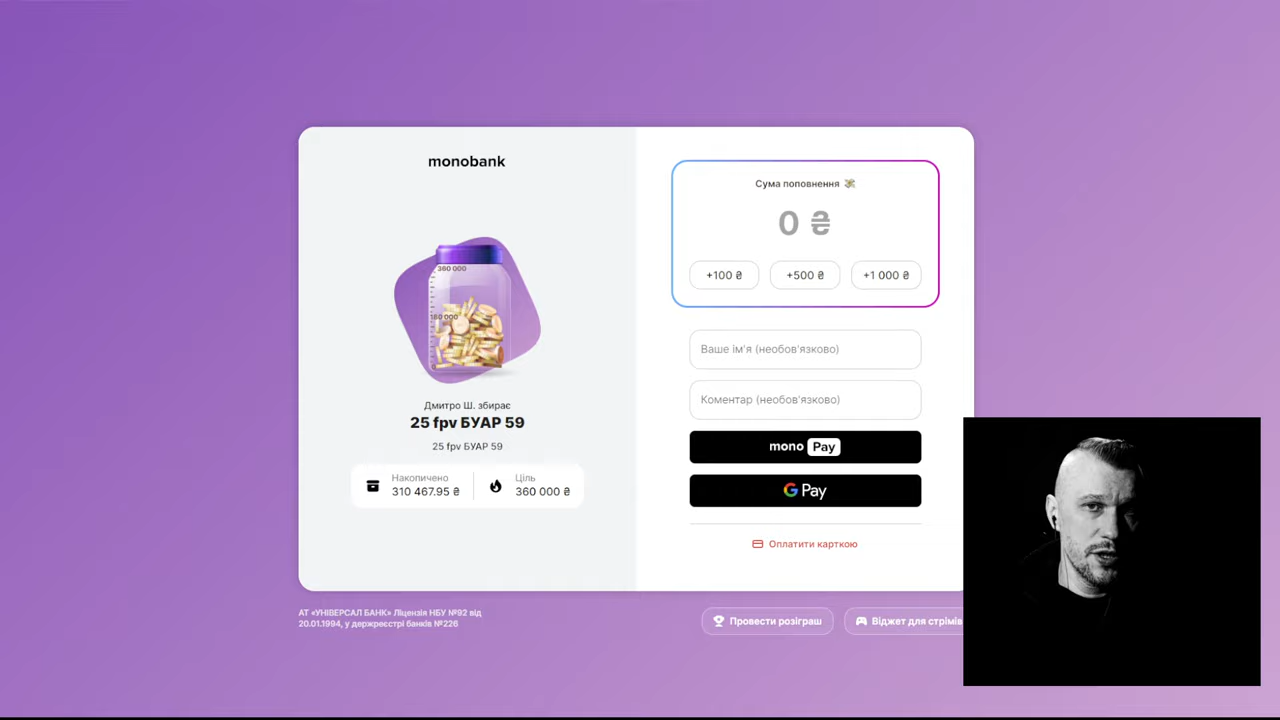 monobank
360 000
180 000
Дмитро Ш. збирає
25 fpv БУАР 59
25 fpv БУАР 59
Накопичено
310 467.95 ₴
Ціль
360 000 ₴
Сума поповнення
0 ₴
+100 ₴
+500 ₴
+1 000 ₴
Ваше ім'я (необов'язково)
Коментар (необов'язково)
mono Pay
G Pay
Оплатити карткою
АТ «УНІВЕРСАЛ БАНК» Ліцензія НБУ №92 від
20.01.1994, у держреєстрі банків №226
Провести розіграш
Віджет для стрімів